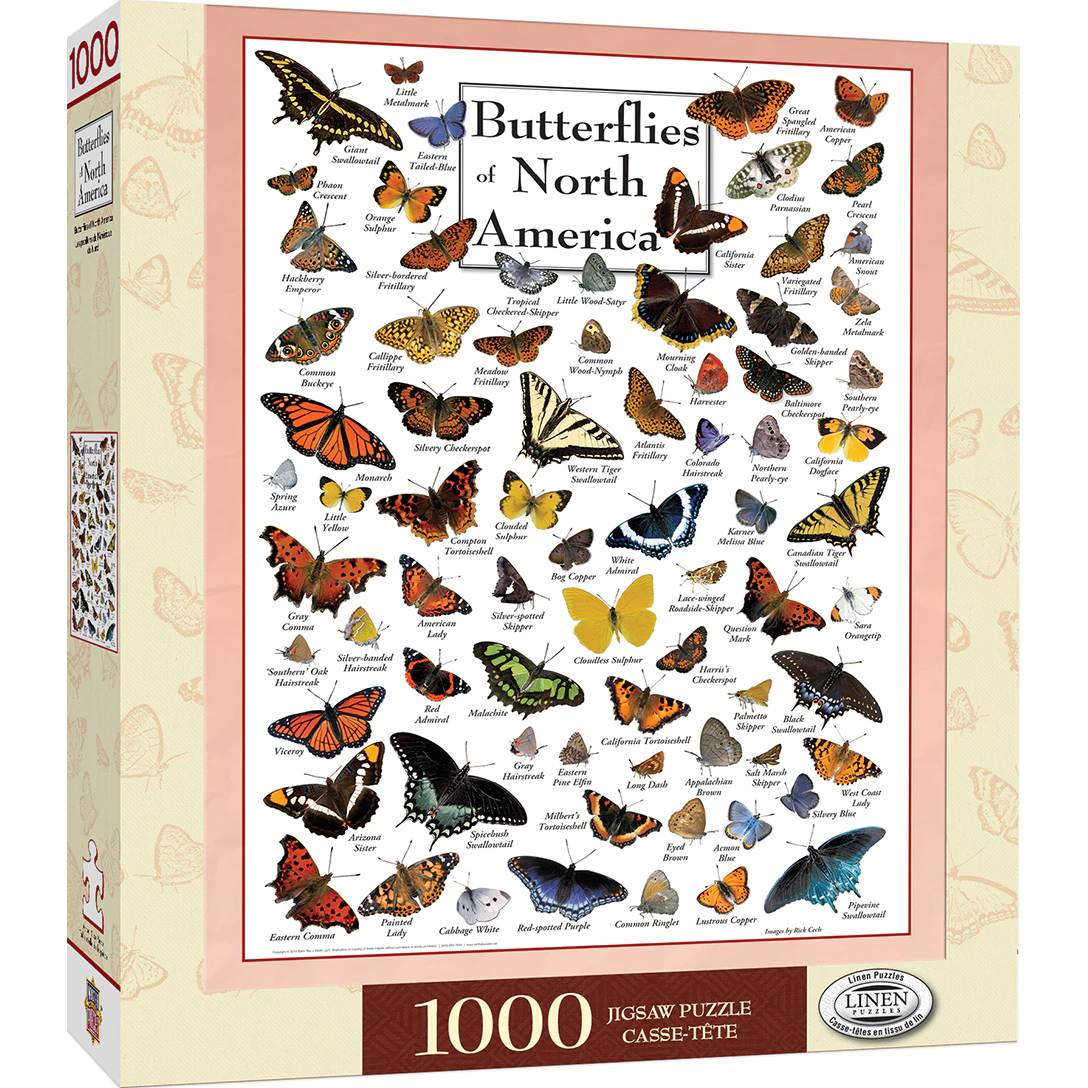 1000
Butterflies
of North
America
Butterflies
of North
America
Little
Metalmark
Giant
Swallowtail
Eastern
Tailed-Blue
Great
Spangled
Fritillary
American
Copper
Phaon
Crescent
Orange
Sulphur
Clodius
Parnassian
Pearl
Crescent
Hackberry
Emperor
Silver-bordered
Fritillary
Tropical
Checkered-Skipper
Little Wood-Satyr
California
Sister
Variegated
Fritillary
American
Snout
Zela
Metalmark
Common
Buckeye
Callippe
Fritillary
Meadow
Fritillary
Common
Wood-Nymph
Mourning
Cloak
Harvester
Golden-banded
Skipper
Baltimore
Checkerspot
Southern
Pearly-eye
Monarch
Silvery Checkerspot
Western Tiger
Swallowtail
Atlantis
Fritillary
Colorado
Hairstreak
Northern
Pearly-eye
California
Dogface
Spring
Azure
Little
Yellow
Compton
Tortoiseshell
Clouded
Sulphur
Bog Copper
White
Admiral
Karner
Melissa Blue
Canadian Tiger
Swallowtail
Gray
Comma
American
Lady
Silver-spotted
Skipper
Cloudless Sulphur
Lace-winged
Roadside-Skipper
Question
Mark
Sara
Orangetip
'Southern' Oak
Hairstreak
Silver-banded
Hairstreak
Red
Admiral
Malachite
Harris's
Checkerspot
California Tortoiseshell
Palmetto
Skipper
Black
Swallowtail
Viceroy
Gray
Hairstreak
Eastern
Pine Elfin
Long Dash
Appalachian
Brown
Salt Marsh
Skipper
West Coast
Lady
Silvery Blue
Arizona
Sister
Spicebush
Swallowtail
Milbert's
Tortoiseshell
Eyed
Brown
Acmon
Blue
Eastern Comma
Painted
Lady
Cabbage White
Red-spotted Purple
Common Ringlet
Lustrous Copper
Pipevine
Swallowtail
Images by Rick Cech
1000 JIGSAW PUZZLE
CASSE-TÊTE
Linen Puzzles
LINEN
PUZZLES
Casse-têtes en tissu de lin